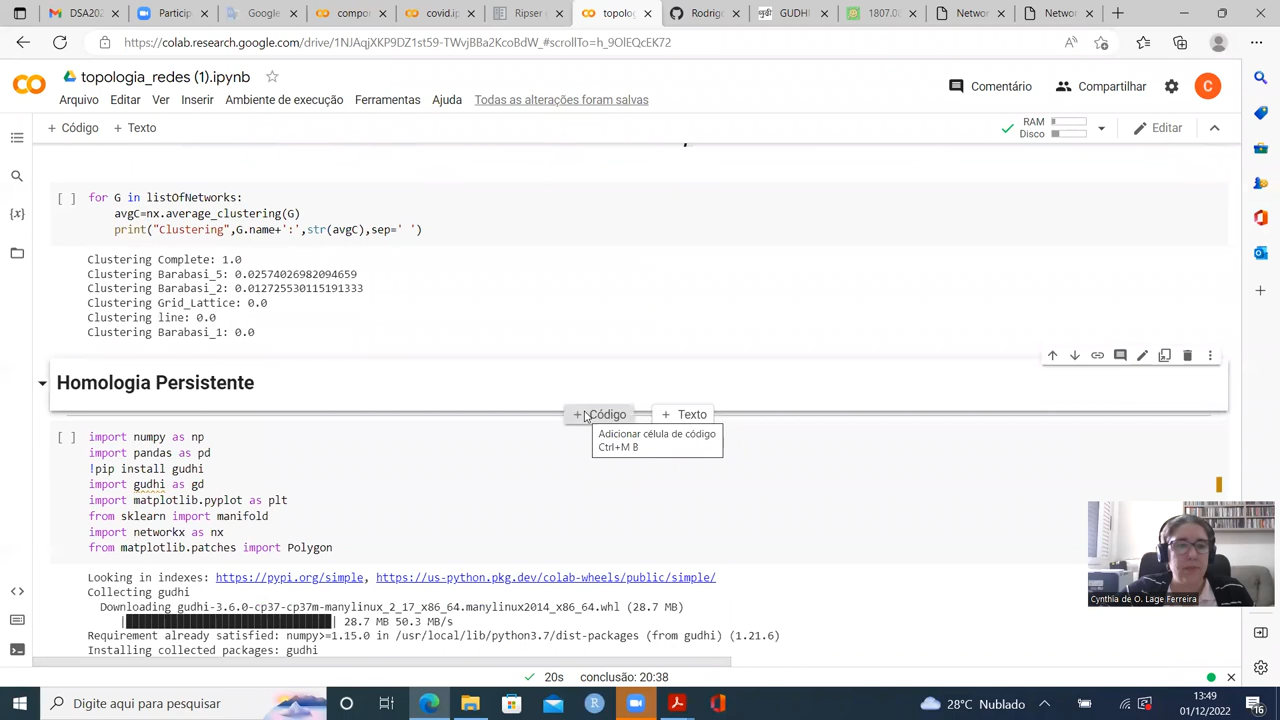 DSA202
Particip
Google
compor
covid.ip
Ripser p
topolog
Rodrigo
GUDHI
1807.08
Network
Network
https://colab.research.google.com/drive/1NJAqjXKP9DZ1st59-TWvjBBa2KcoBdW_#scrollTo=h_9OlEQcEK72
topologia_redes (1).ipynb
Arquivo Editar Ver Inserir Ambiente de execução Ferramentas Ajuda Todas as alterações foram salvas
Comentário
Compartilhar
C
+ Código + Texto
RAM
Disco
Editar
[ ] for G in listOfNetworks:
avgC=nx.average_clustering(G)
print("Clustering",G.name+':',str(avgC),sep=' ')
Clustering Complete: 1.0
Clustering Barabasi_5: 0.02574026982094659
Clustering Barabasi_2: 0.012725530115191333
Clustering Grid_Lattice: 0.0
Clustering line: 0.0
Clustering Barabasi_1: 0.0
Homologia Persistente
+ Código + Texto
Adicionar célula de código
Ctrl+M B
[ ] import numpy as np
import pandas as pd
!pip install gudhi
import gudhi as gd
import matplotlib.pyplot as plt
from sklearn import manifold
import networkx as nx
from matplotlib.patches import Polygon
Looking in indexes: https://pypi.org/simple, https://us-python.pkg.dev/colab-wheels/public/simple/
Collecting gudhi
Downloading gudhi-3.6.0-cp37-cp37m-manylinux_2_17_x86_64.manylinux2014_x86_64.whl (28.7 MB)
28.7 MB 50.3 MB/s
Requirement already satisfied: numpy>=1.15.0 in /usr/local/lib/python3.7/dist-packages (from gudhi) (1.21.6)
Installing collected packages: gudhi
Cynthia de O. Lage Ferreira
20s conclusão: 20:38
Digite aqui para pesquisar
28°C Nublado
13:49
01/12/2022
16